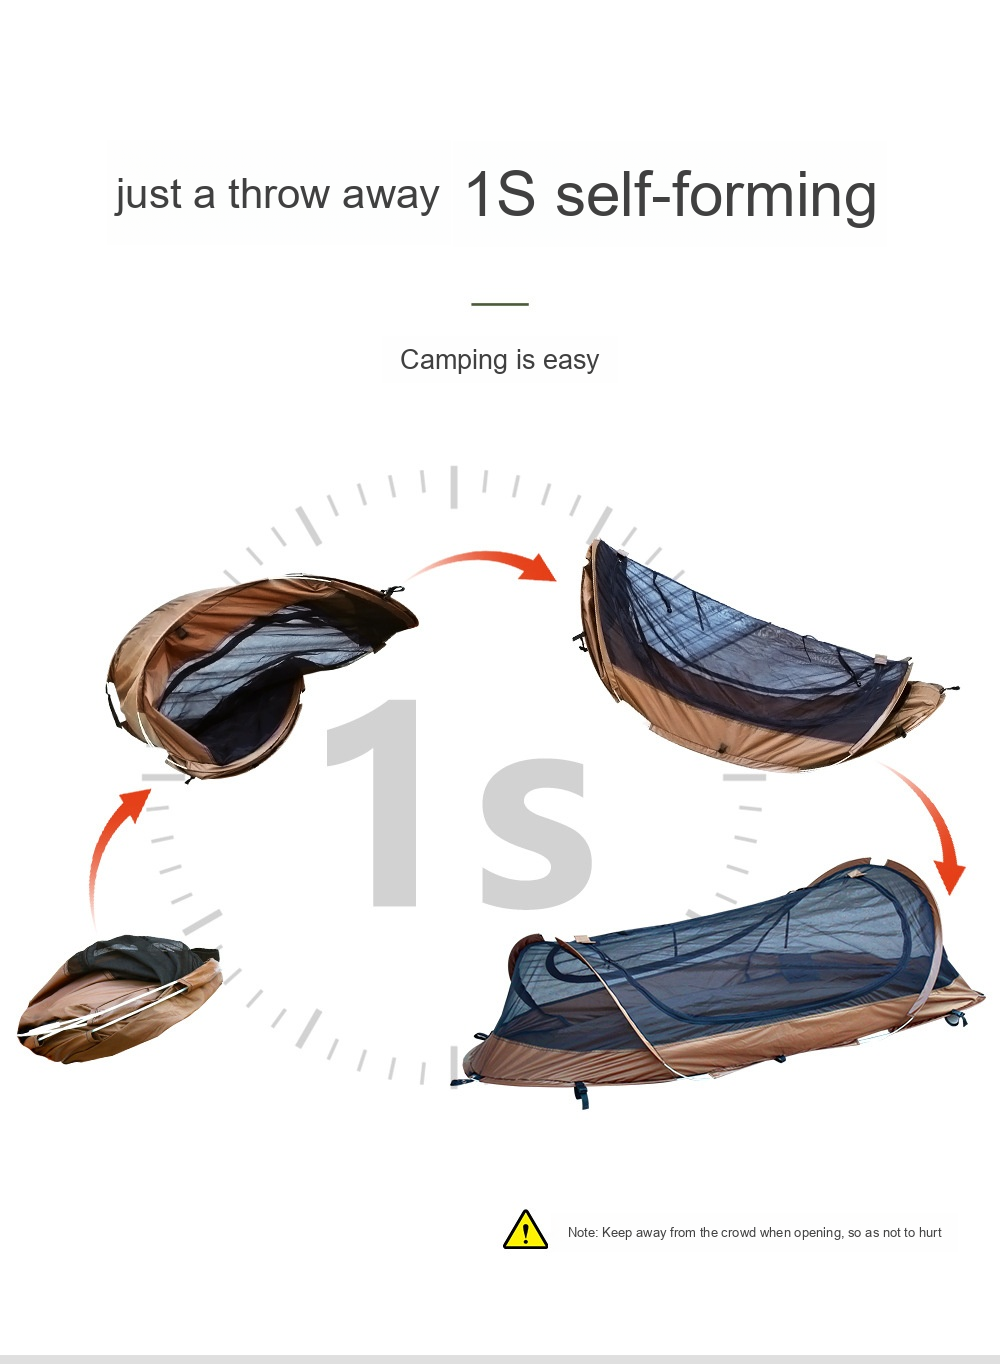 just a throw away 1S self-forming
Camping is easy
1s
Note: Keep away from the crowd when opening, so as not to hurt